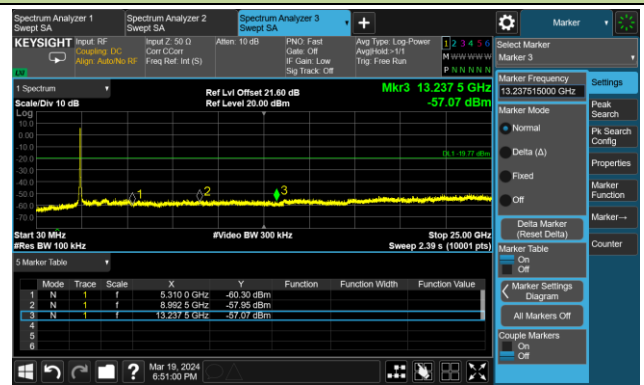 Spectrum Analyzer 1
Swept SA
Spectrum Analyzer 2
Swept SA
Spectrum Analyzer 3
Swept SA
Marker
KEYSIGHT
Input: RF
Coupling: DC
Align: Auto/No RF
Input Z: 50 Ω
Corr CCorr
Freq Ref: Int (S)
Atten: 10 dB
PNO: Fast
Gate: Off
IF Gain: Low
Sig Track: Off
Avg Type: Log-Power
Avg|Hold:>1/1
Trig: Free Run
1 2 3 4 5 6
M W W W W W
P N N N N N
LV
Select Marker
Marker 3
1 Spectrum
Scale/Div 10 dB
Log
Ref Lvl Offset 21.60 dB
Ref Level 20.00 dBm
Mkr3 13.237 5 GHz
-57.07 dBm
10.0
0.00
-10.0
-20.0
-30.0
-40.0
-50.0
-60.0
-70.0
DL1 -19.77 dBm
1
2
3
Start 30 MHz
#Res BW 100 kHz
#Video BW 300 kHz
Stop 25.00 GHz
Sweep 2.39 s (10001 pts)
5 Marker Table
Mode Trace Scale X Y Function Function Width Function Value
1 N 1 f 5.310 0 GHz -60.30 dBm
2 N 1 f 8.992 5 GHz -57.95 dBm
3 N 1 f 13.237 5 GHz -57.07 dBm
4
5
6
Marker Frequency
13.237515000 GHz
Marker Mode
Normal
Delta (Δ)
Fixed
Off
Delta Marker
(Reset Delta)
Marker Table
On
Off
Marker Settings
Diagram
All Markers Off
Couple Markers
On
Off
Settings
Peak
Search
Pk Search
Config
Properties
Marker
Function
Marker→
Counter
Mar 19, 2024
6:51:00 PM